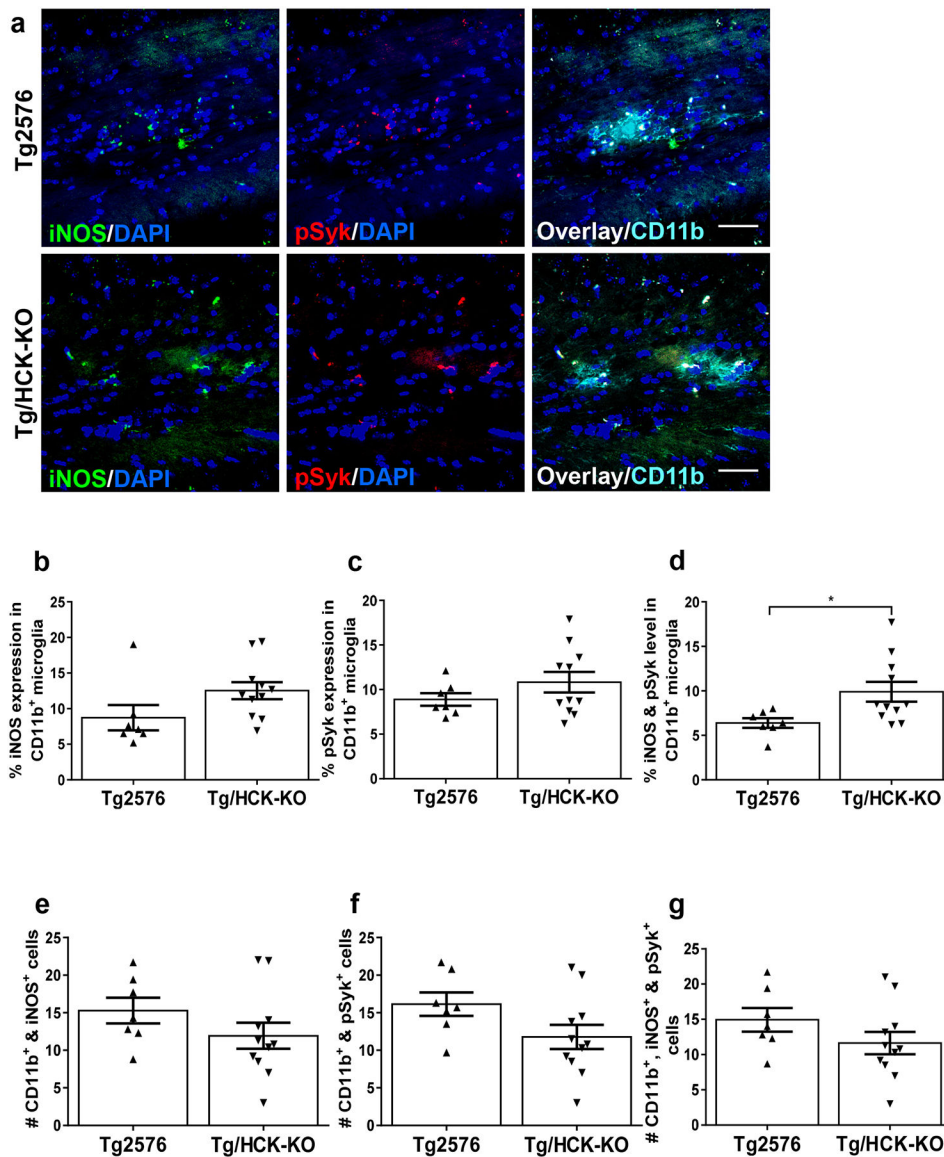 a
Tg2576
iNOS/DAPI
pSyk/DAPI
Overlay/CD11b
Tg/HCK-KO
iNOS/DAPI
pSyk/DAPI
Overlay/CD11b
b
% iNOS expression in
CD11b⁺ microglia
25
20
15
10
5
0
Tg2576
Tg/HCK-KO
c
% pSyk expression in
CD11b⁺ microglia
20
15
10
5
0
Tg2576
Tg/HCK-KO
d
% iNOS & pSyk level in
CD11b⁺ microglia
20
15
10
5
0
*
Tg2576
Tg/HCK-KO
e
# CD11b⁺ & iNOS⁺ cells
25
20
15
10
5
0
Tg2576
Tg/HCK-KO
f
# CD11b⁺ & pSyk⁺ cells
25
20
15
10
5
0
Tg2576
Tg/HCK-KO
g
# CD11b⁺, iNOS⁺ & pSyk⁺
cells
25
20
15
10
5
0
Tg2576
Tg/HCK-KO